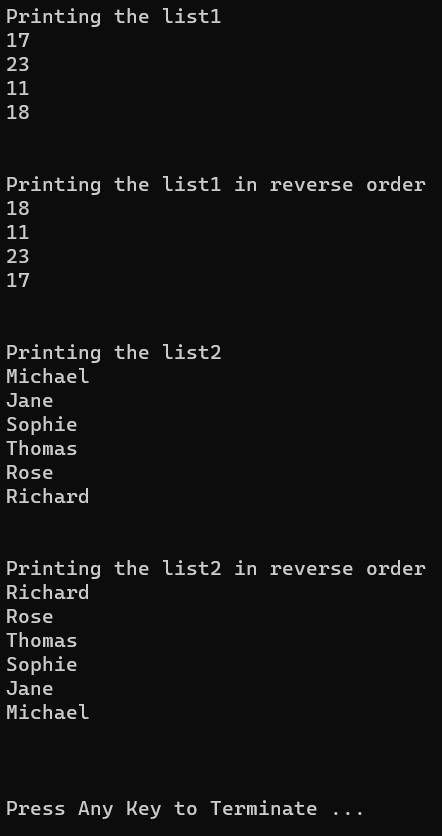 Printing the list1
17
23
11
18
Printing the list1 in reverse order
18
11
23
17
Printing the list2
Michael
Jane
Sophie
Thomas
Rose
Richard
Printing the list2 in reverse order
Richard
Rose
Thomas
Sophie
Jane
Michael
Press Any Key to Terminate ...